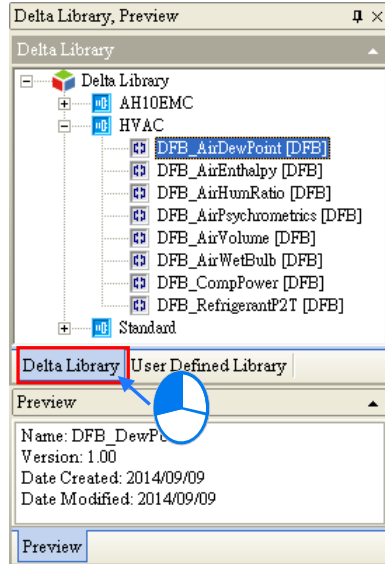 Delta Library, Preview
Delta Library
Delta Library
AH10EMC
HVAC
DFB_AirDewPoint [DFB]
DFB_AirEnthalpy [DFB]
DFB_AirHumRatio [DFB]
DFB_AirPsychrometrics [DFB]
DFB_AirVolume [DFB]
DFB_AirWetBulb [DFB]
DFB_CompPower [DFB]
DFB_RefrigerantP2T [DFB]
Standard
Delta Library User Defined Library
Preview
Name:
Version: 1.00
Date Created: 2014/09/09
Date Modified: 2014/09/09
Preview